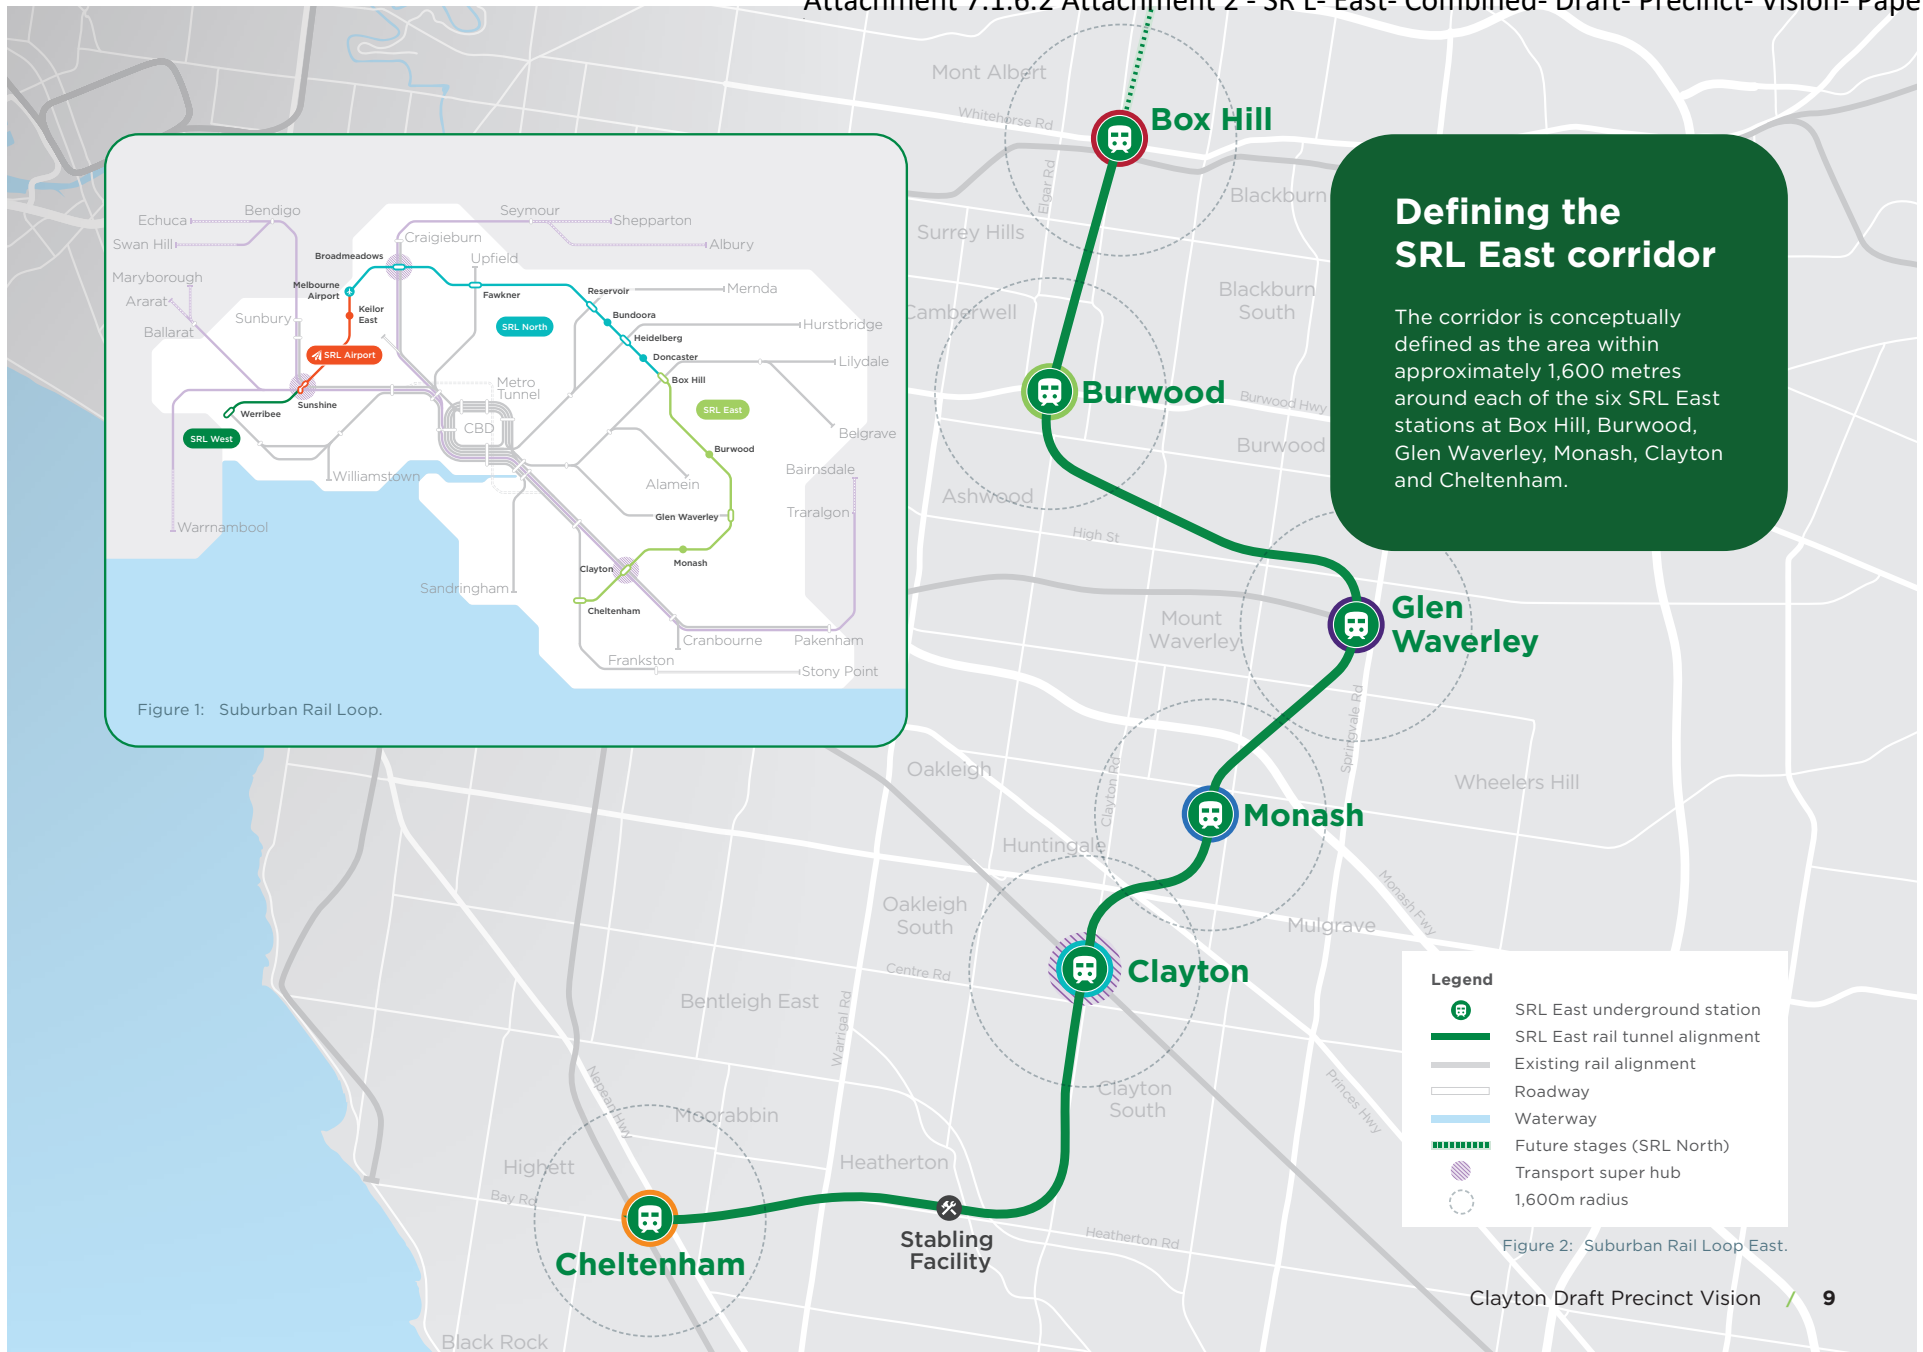 Attachment 7.1.6.2 Attachment 2 - SR L- East- Combined- Draft- Precinct- Vision- Pape
Mont Albert
Whitehorse Rd
Box Hill
Elgar Rd
Blackburn
Surrey Hills
Blackburn
South
Camberwell
Burwood
Burwood Hwy
Burwood
Ashwood
High St
Defining the
SRL East corridor
The corridor is conceptually
defined as the area within
approximately 1,600 metres
around each of the six SRL East
stations at Box Hill, Burwood,
Glen Waverley, Monash, Clayton
and Cheltenham.
Echuca
Bendigo
Seymour
Shepparton
Swan Hill
Craigieburn
Albury
Broadmeadows
Upfield
Maryborough
Melbourne
Airport
Fawkner
Reservoir
Mernda
Ararat
Keilor
East
Bundoora
Sunbury
SRL North
Hurstbridge
Ballarat
Heidelberg
SRL Airport
Doncaster
Lilydale
Metro
Tunnel
Box Hill
Sunshine
Werribee
SRL East
CBD
Belgrave
SRL West
Burwood
Williamstown
Bairnsdale
Alamein
Traralgon
Glen Waverley
Warrnambool
Monash
Clayton
Sandringham
Cheltenham
Cranbourne
Pakenham
Frankston
Stony Point
Figure 1: Suburban Rail Loop.
Mount
Waverley
Glen
Waverley
Springvale Rd
Oakleigh
Clayton Rd
Wheelers Hill
Monash
Huntingale
Monash Fwy
Oakleigh
South
Mulgrave
Centre Rd
Clayton
Bentleigh East
Warrigal Rd
Nepean Hwy
Clayton
South
Princes Hwy
Moorabbin
Highett
Heatherton
Bay Rd
Heatherton Rd
Stabling
Facility
Cheltenham
Black Rock
Legend
SRL East underground station
SRL East rail tunnel alignment
Existing rail alignment
Roadway
Waterway
Future stages (SRL North)
Transport super hub
1,600m radius
Figure 2: Suburban Rail Loop East.
Clayton Draft Precinct Vision / 9